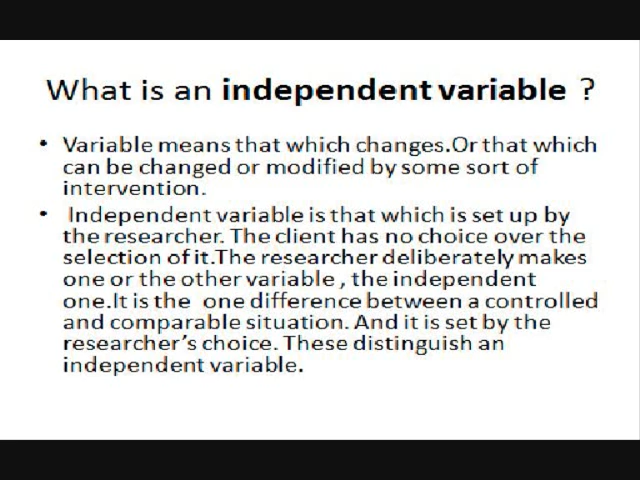 What is an independent variable ?
• Variable means that which changes.Or that which
can be changed or modified by some sort of
intervention.
• Independent variable is that which is set up by
the researcher. The client has no choice over the
selection of it.The researcher deliberately makes
one or the other variable , the independent
one.It is the one difference between a controlled
and comparable situation. And it is set by the
researcher’s choice. These distinguish an
independent variable.